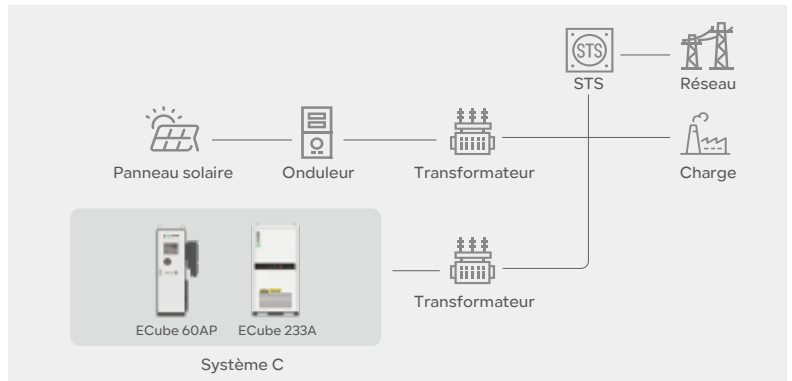 STS
STS
Réseau
Panneau solaire
Onduleur
Transformateur
Charge
Transformateur
ECube 60AP
ECube 233A
Système C